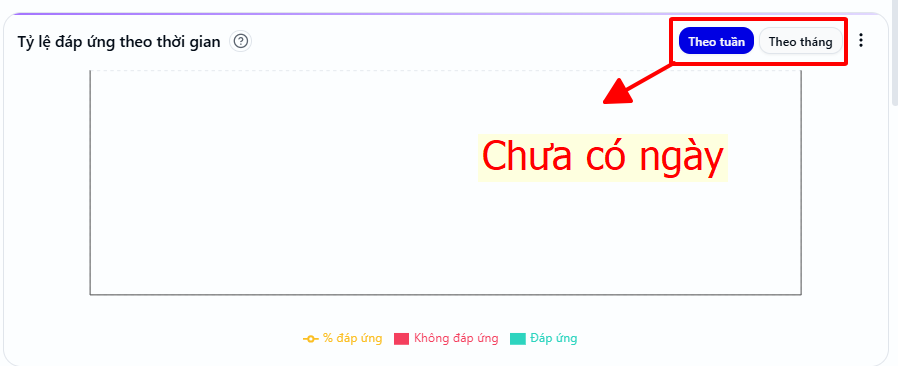 Tỷ lệ đáp ứng theo thời gian ?
Theo tuần Theo tháng
Chưa có ngày
% đáp ứng Không đáp ứng Đáp ứng